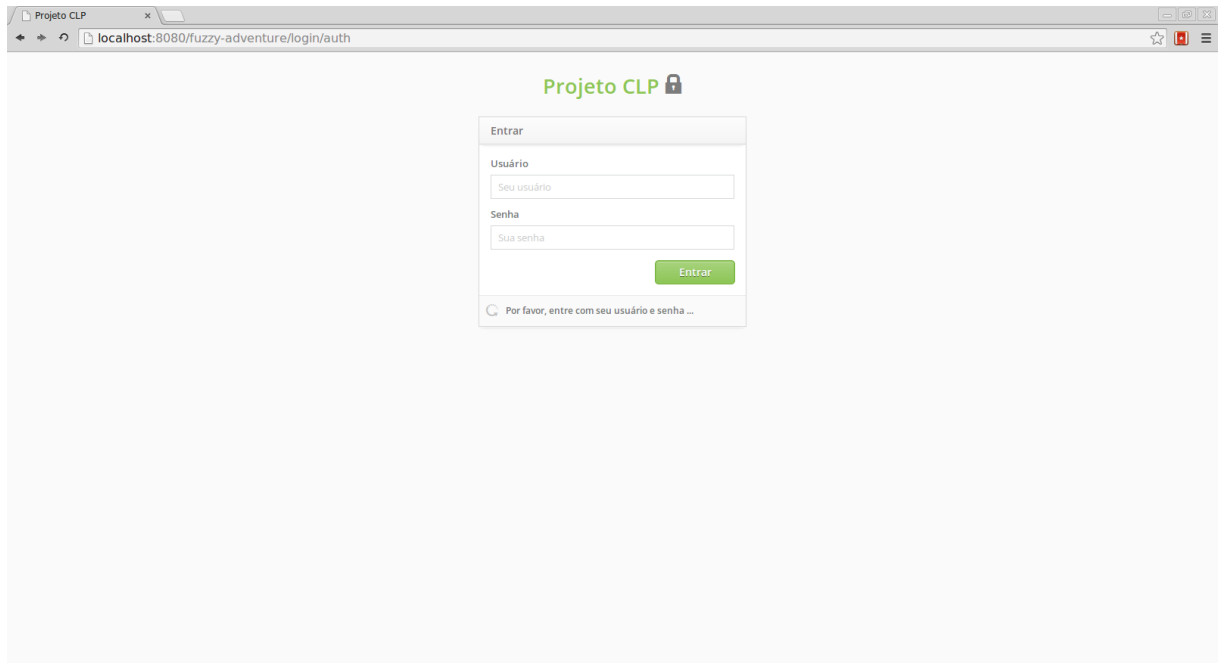 Projeto CLP
localhost:8080/fuzzy-adventure/login/auth
Projeto CLP
Entrar
Usuário
Seu usuário
Senha
Sua senha
Entrar
Por favor, entre com seu usuário e senha ...